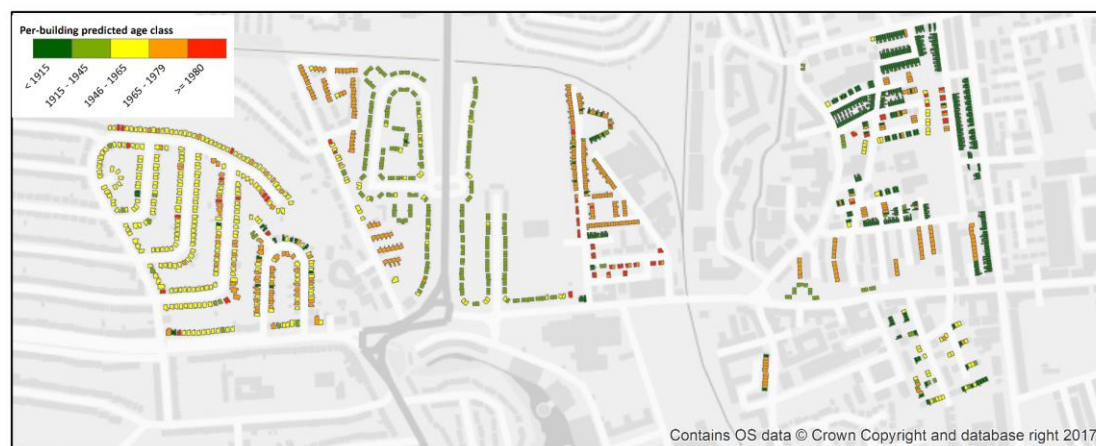 Per-building predicted age class
< 1915
1915 - 1945
1946 - 1965
1965 - 1979
>= 1980
Contains OS data © Crown Copyright and database right 2017